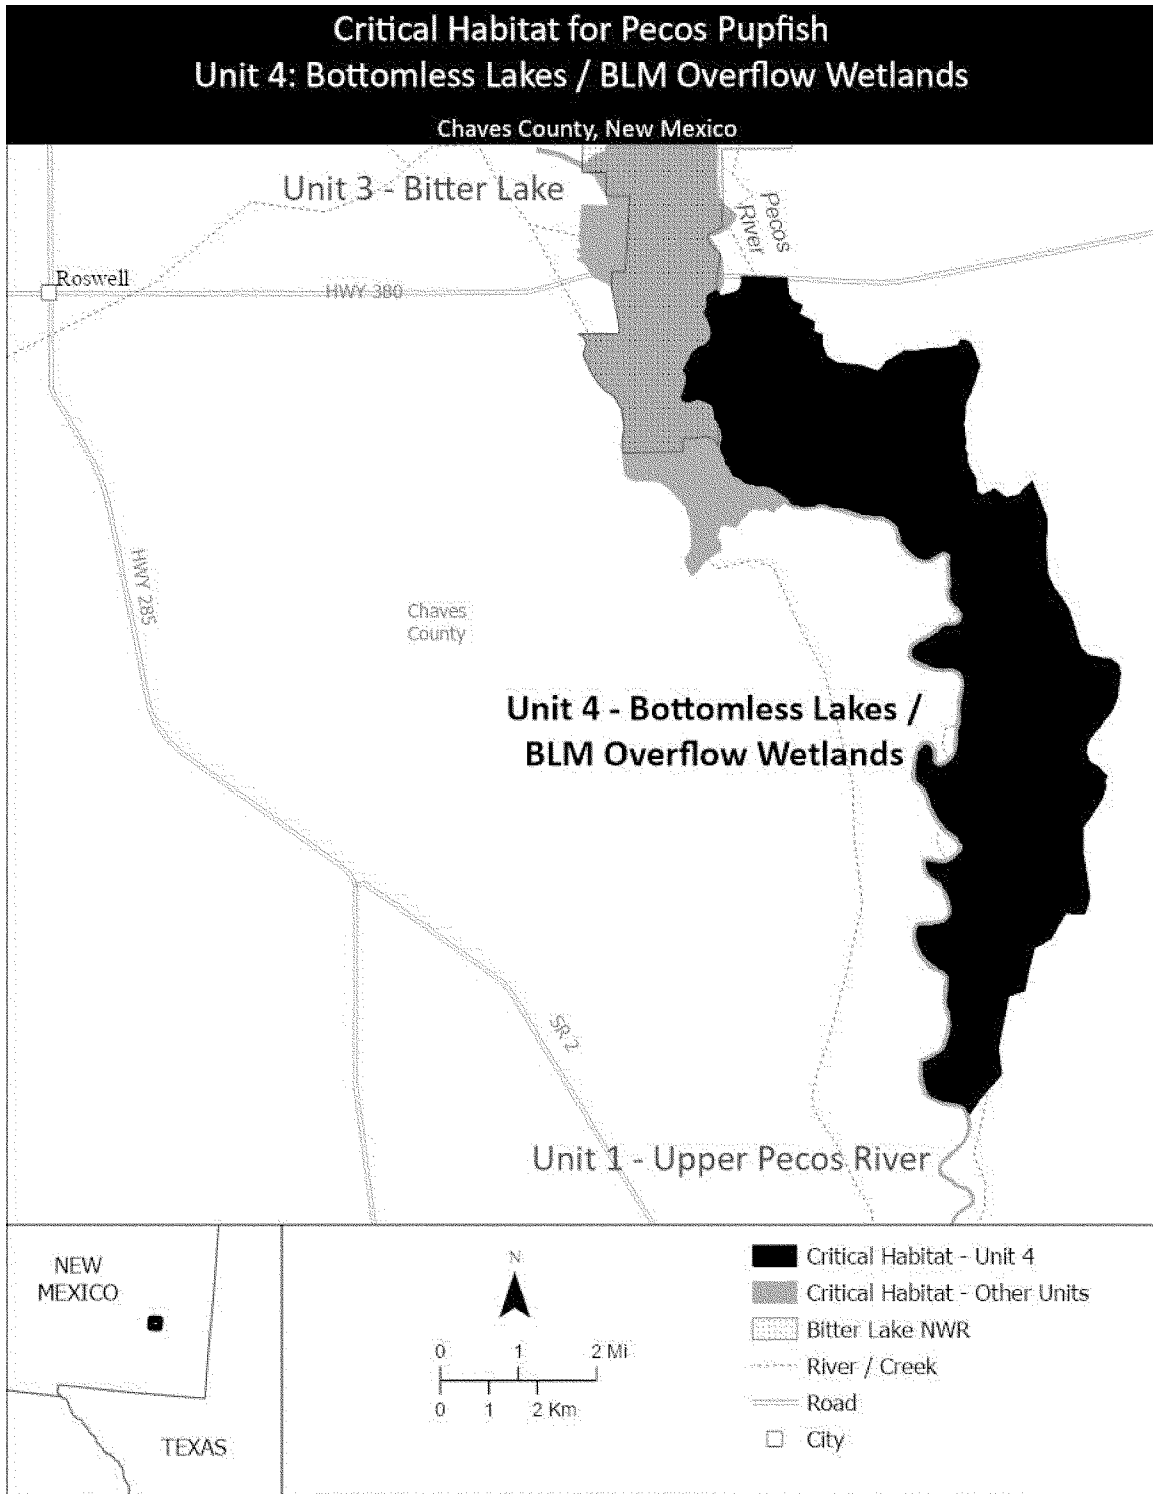 Critical Habitat for Pecos Pupfish
Unit 4: Bottomless Lakes / BLM Overflow Wetlands
Chaves County, New Mexico
Unit 3 - Bitter Lake
Pecos
River
Roswell
HWY 380
HWY 285
Chaves
County
Unit 4 - Bottomless Lakes /
BLM Overflow Wetlands
SR 2
Unit 1 - Upper Pecos River
NEW
MEXICO
TEXAS
N
0 1 2 Mi
0 1 2 Km
Critical Habitat - Unit 4
Critical Habitat - Other Units
Bitter Lake NWR
River / Creek
Road
City